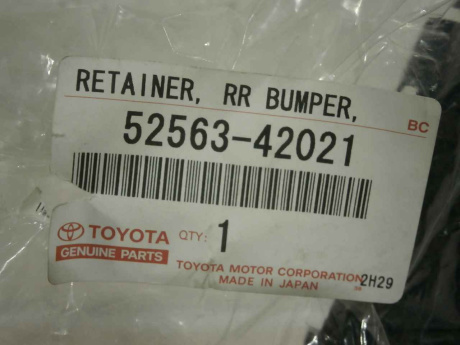 RETAINER, RR BUMPER,
BC
52563-42021
TOYOTA QTY: 1
GENUINE PARTS
TOYOTA MOTOR CORPORATION 2H29
MADE IN JAPAN